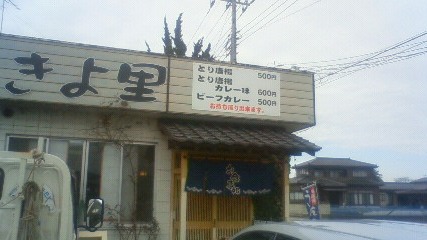 きよ里
とり唐揚 500円
とり唐揚
カレー味 600円
ビーフカレー 500円
お持ち帰り出来ます。